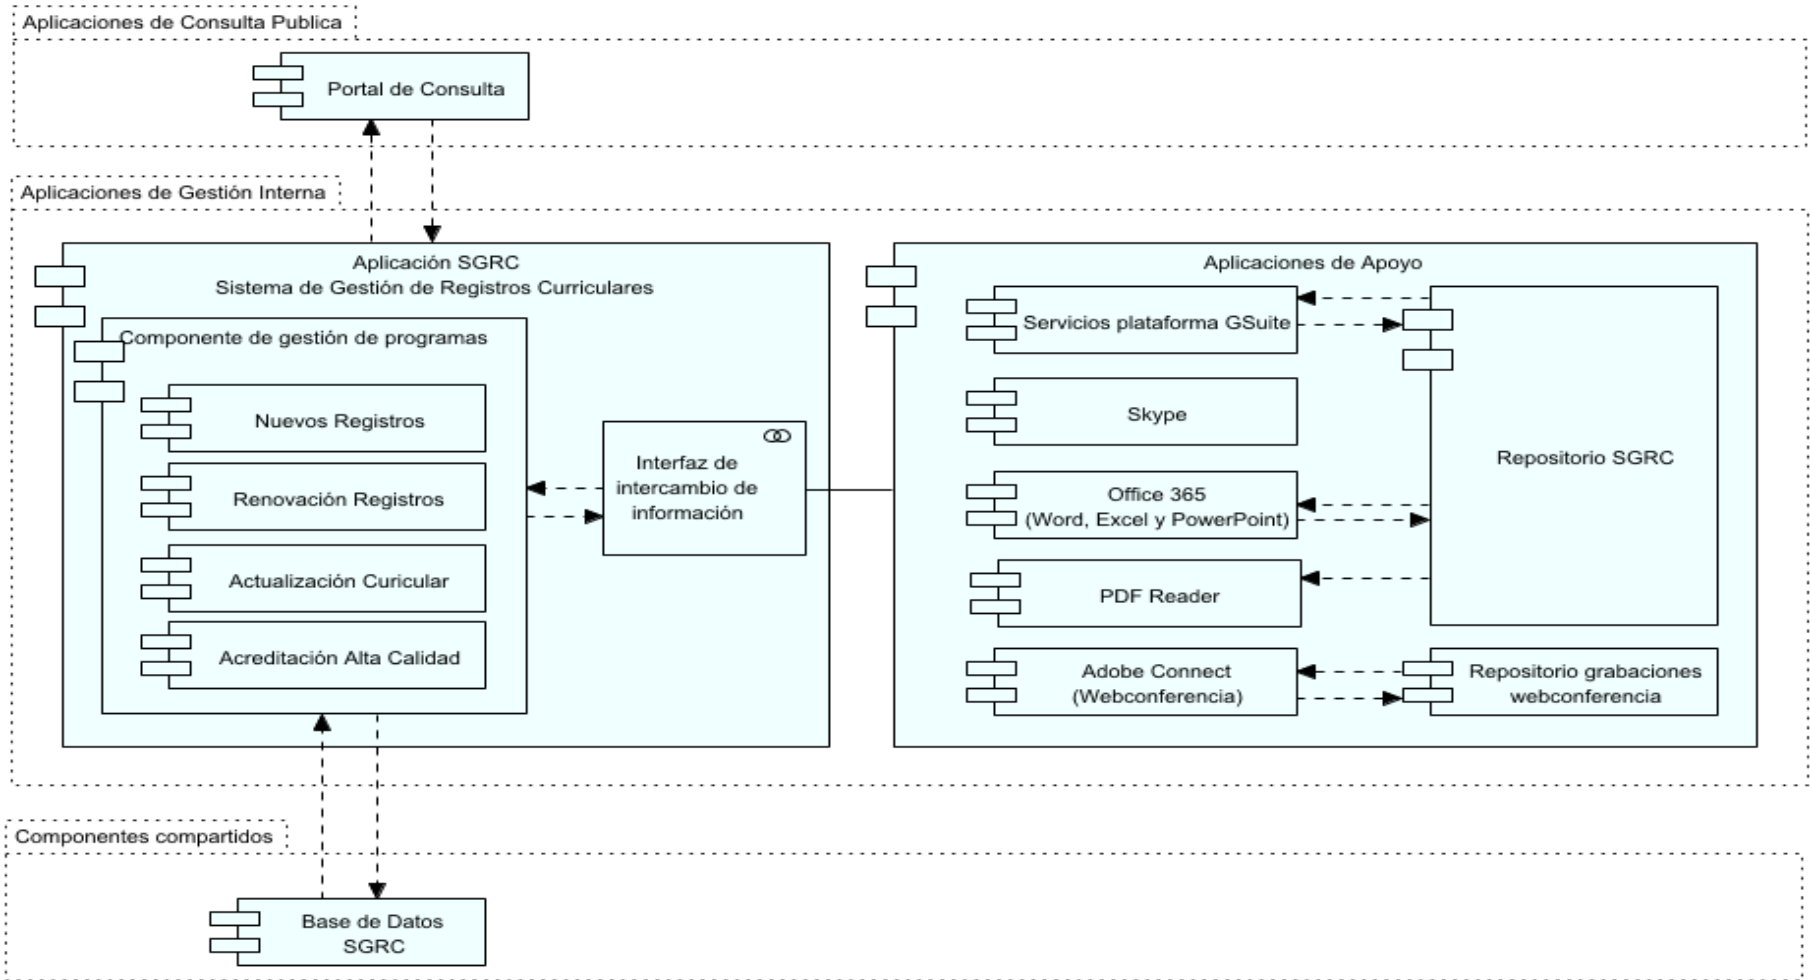 Aplicaciones de Consulta Publica
Portal de Consulta
Aplicaciones de Gestión Interna
Aplicación SGRC
Sistema de Gestión de Registros Curriculares
Componente de gestión de programas
Nuevos Registros
Renovación Registros
Actualización Curicular
Acreditación Alta Calidad
Interfaz de
intercambio de
información
Aplicaciones de Apoyo
Servicios plataforma GSuite
Skype
Office 365
(Word, Excel y PowerPoint)
PDF Reader
Adobe Connect
(Webconferencia)
Repositorio SGRC
Repositorio grabaciones
webconferencia
Componentes compartidos
Base de Datos
SGRC